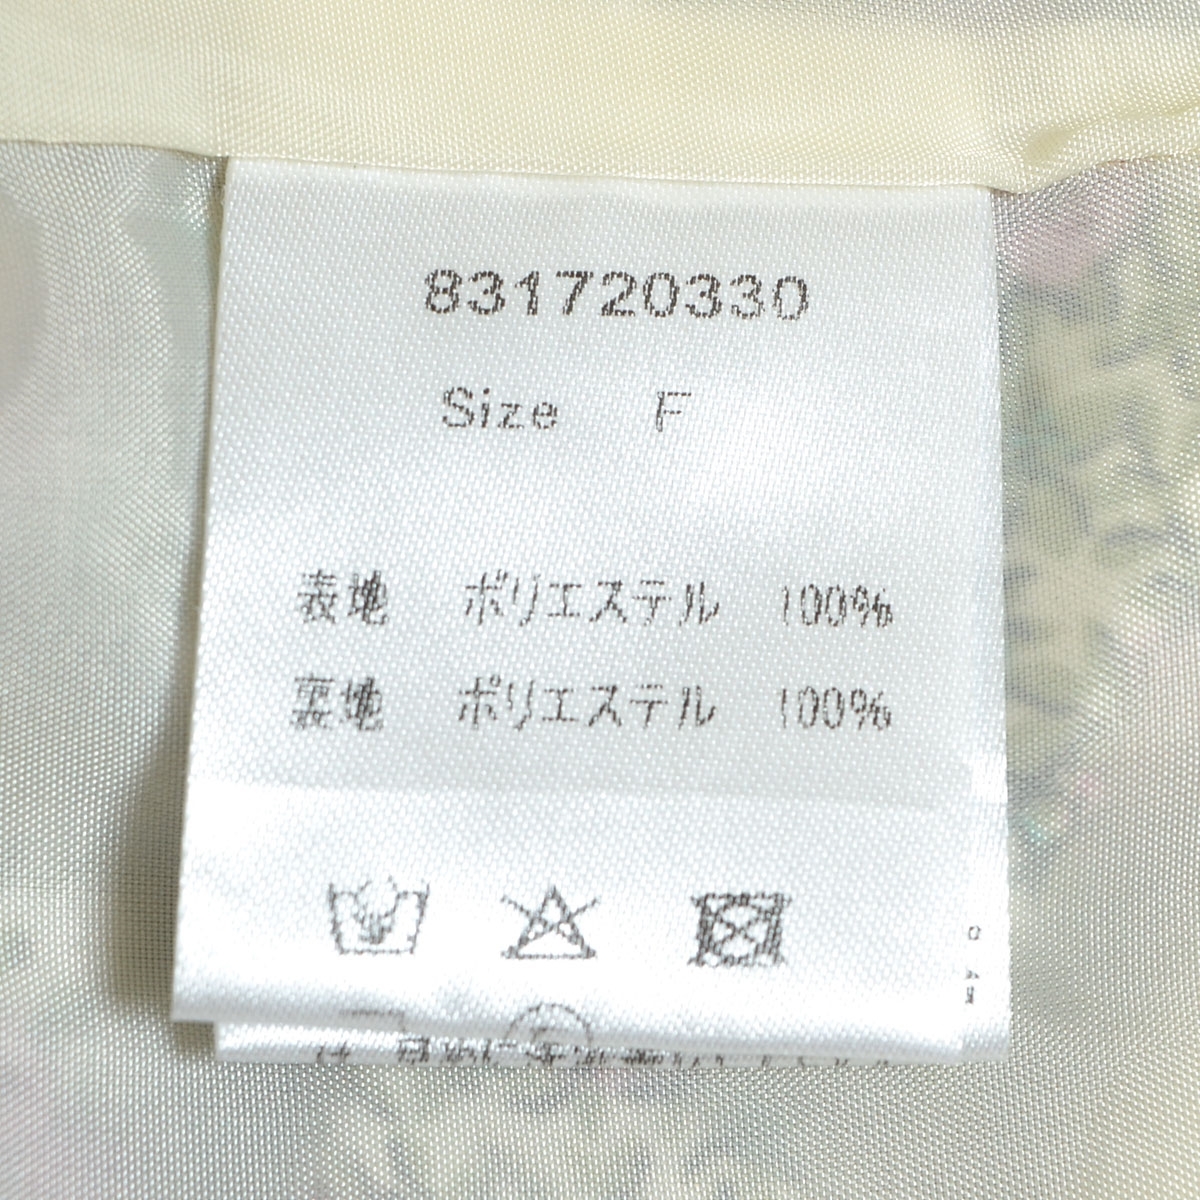 831720330
Size F
表地 ポリエステル 100%
裏地 ポリエステル 100%